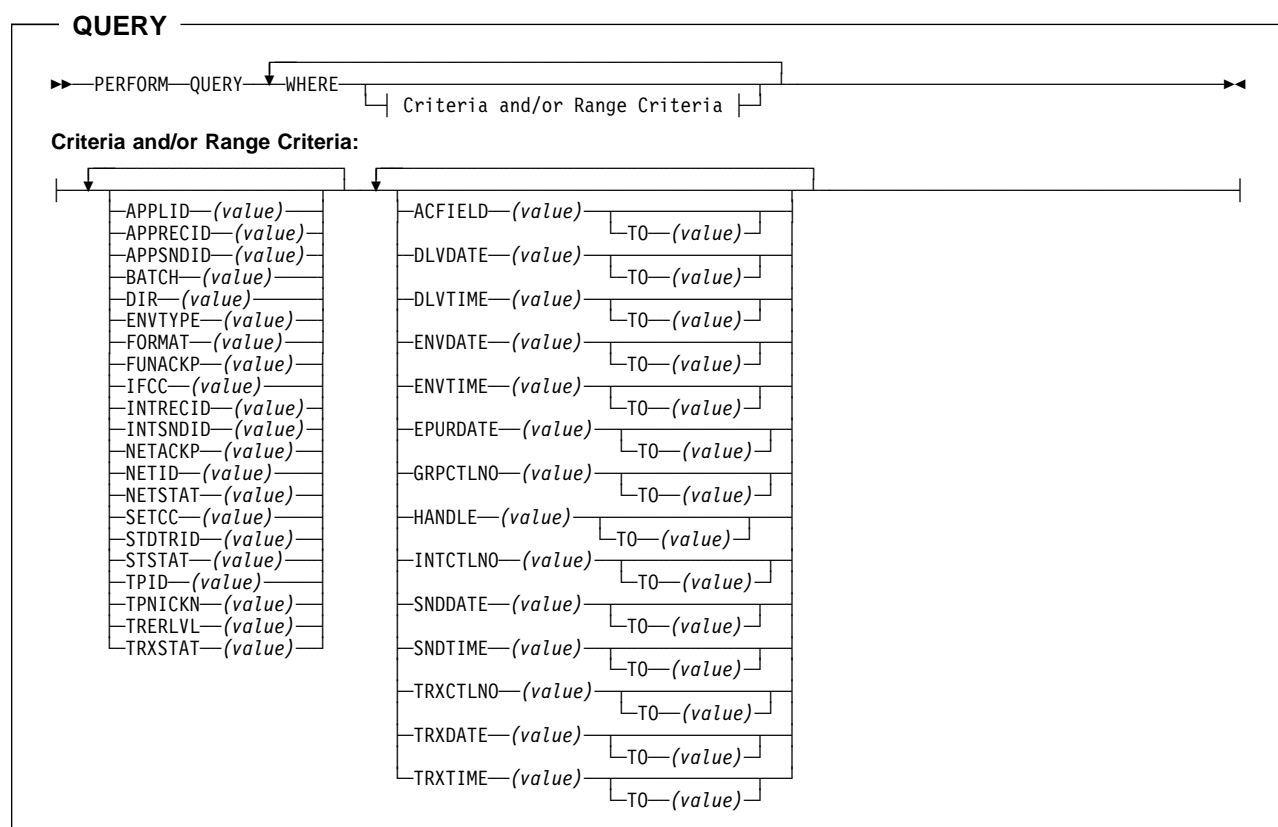 QUERY
PERFORM QUERY WHERE
Criteria and/or Range Criteria
Criteria and/or Range Criteria:
APPLID (value)
APPRECID (value)
APPSNDID (value)
BATCH (value)
DIR (value)
ENVTYPE (value)
FORMAT (value)
FUNACKP (value)
IFCC (value)
INTRECID (value)
INTSNDID (value)
NETACKP (value)
NETID (value)
NETSTAT (value)
SETCC (value)
STDTRID (value)
STSTAT (value)
TPID (value)
TPNICKN (value)
TRERLVL (value)
TRXSTAT (value)
ACFIELD (value)
TO (value)
DLVDATE (value)
TO (value)
DLVTIME (value)
TO (value)
ENVDATE (value)
TO (value)
ENVTIME (value)
TO (value)
EPURDATE (value)
TO (value)
GRPCTLNO (value)
TO (value)
HANDLE (value)
TO (value)
INTCTLNO (value)
TO (value)
SNDDATE (value)
TO (value)
SNDTIME (value)
TO (value)
TRXCTLNO (value)
TO (value)
TRXDATE (value)
TO (value)
TRXTIME (value)
TO (value)